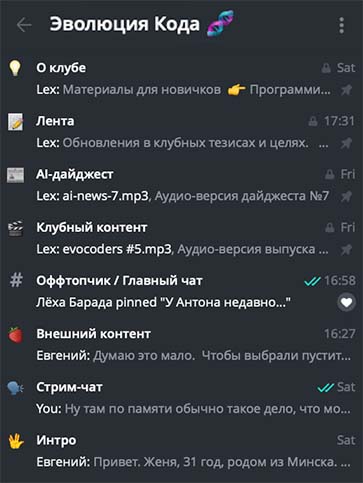 Эволюция Кода 🧬
О клубе Sat
Lex: Материалы для новичков 👉 Программи...
Лента 17:31
Lex: Обновления в клубных тезисах и целях. ...
AI-дайджест Fri
Lex: ai-news-7.mp3, Аудио-версия дайджеста №7
Клубный контент Fri
Lex: evocoders #5.mp3, Аудио-версия выпуска ...
# Оффтопчик / Главный чат 16:58
Лёха Барада pinned "У Антона недавно..."
Внешний контент 16:27
Евгений: Думаю это мало. Чтобы выбрали пустит...
Стрим-чат Sat
You: Ну там по памяти обычно такое дело, что мо...
Интро Sat
Евгений: Привет. Женя, 31 год, родом из Минска. ...